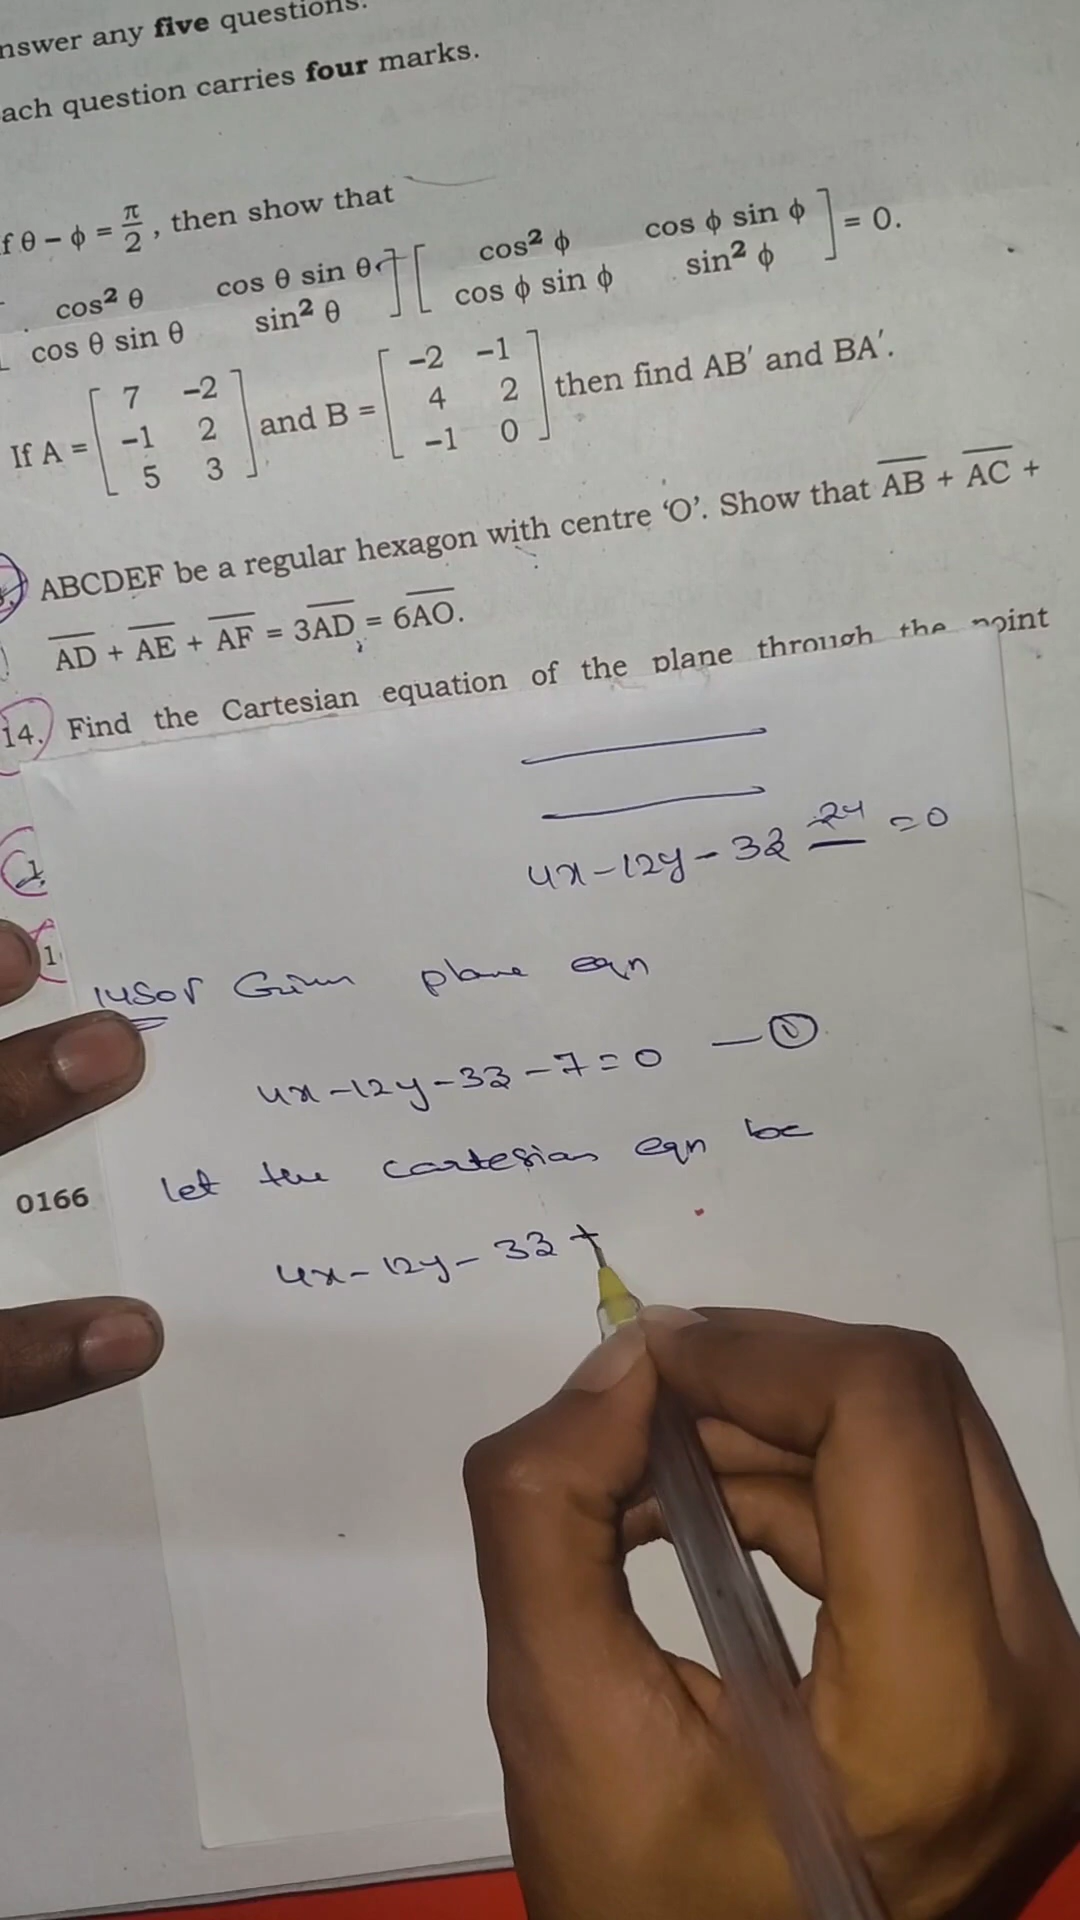 nswer any five questions.
ach question carries four marks.
f θ – ϕ = π/2, then show that
cos² θ cos θ sin θ ] [ cos² ϕ cos ϕ sin ϕ ] = 0.
cos θ sin θ sin² θ cos ϕ sin ϕ sin² ϕ
If A = [ 7 –2 –1 2 5 3 ] and B = [ –2 –1 4 2 –1 0 ] then find AB′ and BA′.
ABCDEF be a regular hexagon with centre ‘O’. Show that AB + AC +
AD + AE + AF = 3AD = 6AO.
14. Find the Cartesian equation of the plane through the point
4x-12y-3z 24 = 0
1
14 Sol Given plane eqn
4x-12y-3z-7=0 — ①
let the cartesian eqn be
0166
4x-12y-3z+